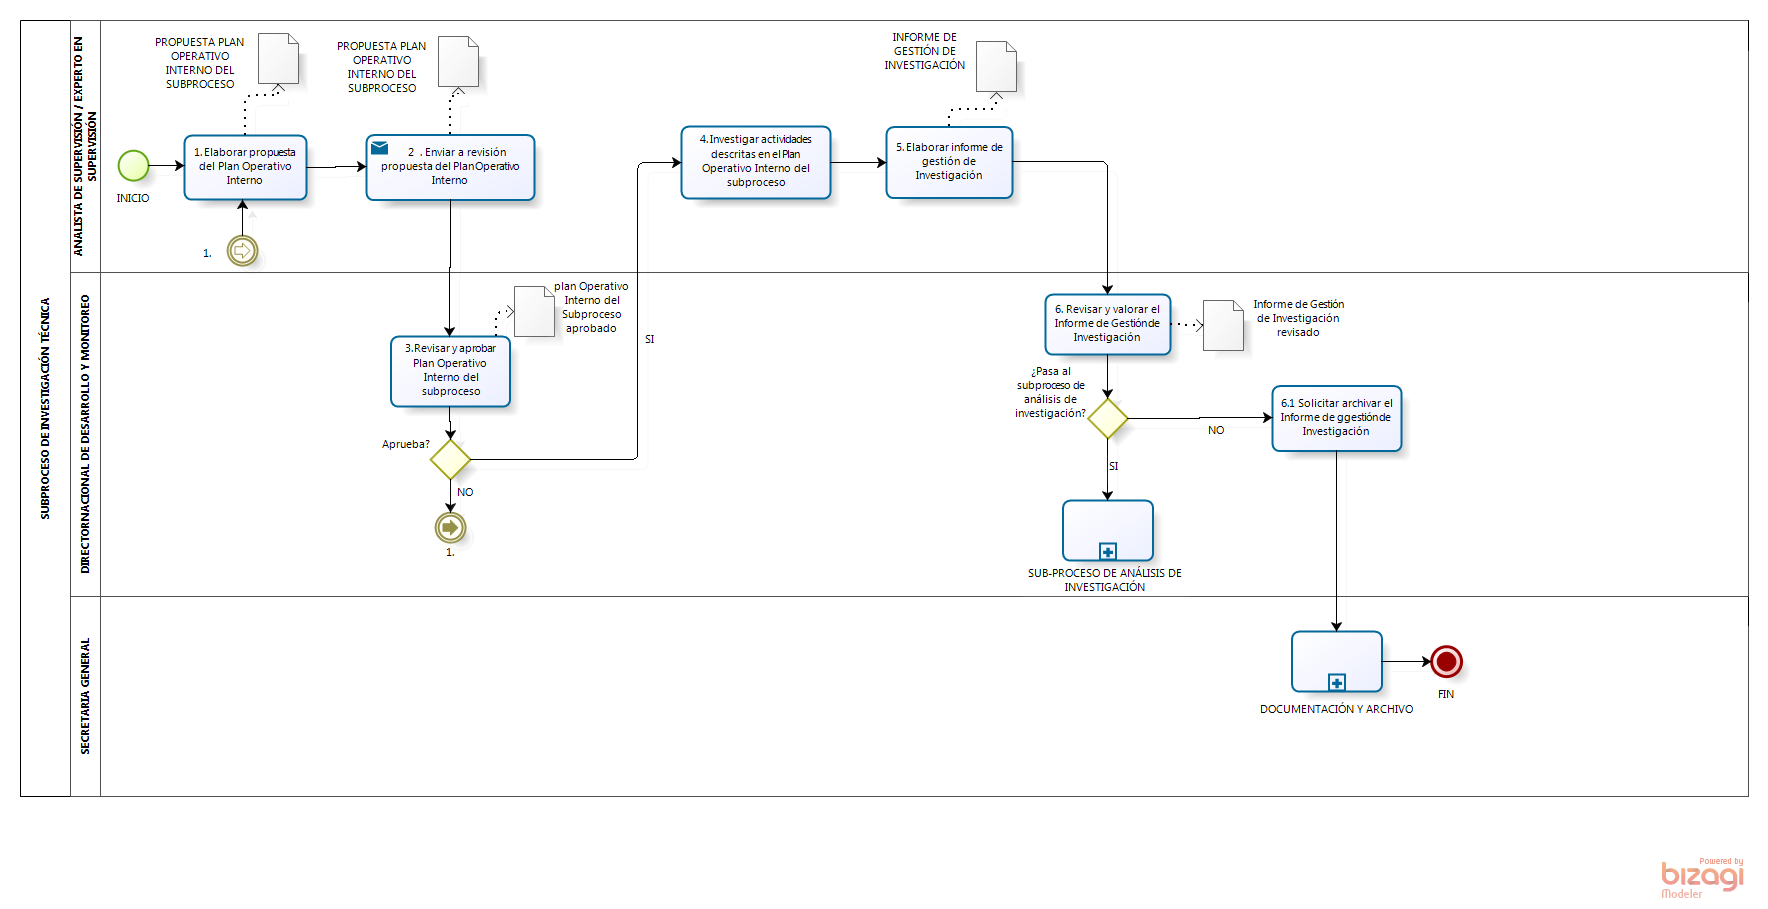 SUBPROCESO DE INVESTIGACIÓN TÉCNICA
ANALISTA DE SUPERVISIÓN / EXPERTO EN
SUPERVISIÓN
PROPUESTA PLAN
OPERATIVO
INTERNO DEL
SUBPROCESO
PROPUESTA PLAN
OPERATIVO
INTERNO DEL
SUBPROCESO
INFORME DE
GESTIÓN DE
INVESTIGACIÓN
INICIO
1.Elaborar propuesta
del Plan Operativo
Interno
2 . Enviar a revisión
propuesta del Plan Operativo
Interno
4.Investigar actividades
descritas en el Plan
Operativo Interno del
subproceso
5. Elaborar informe de
gestión de
Investigación
1.
DIRECTORNACIONAL DE DESARROLLO Y MONITOREO
plan Operativo
Interno del
Subproceso
aprobado
3.Revisar y aprobar
Plan Operativo
Interno del
subproceso
SI
Aprueba?
NO
1.
6. Revisar y valorar el
Informe de Gestiónde
Investigación
Informe de Gestión
de Investigación
revisado
¿Pasa al
subproceso de
análisis de
investigación?
NO
6.1 Solicitar archivar el
Informe de ggestiónde
Investigación
SI
SUB-PROCESO DE ANÁLISIS DE
INVESTIGACIÓN
SECRETARIA GENERAL
DOCUMENTACIÓN Y ARCHIVO
FIN
Powered by
bizagi
Modeler